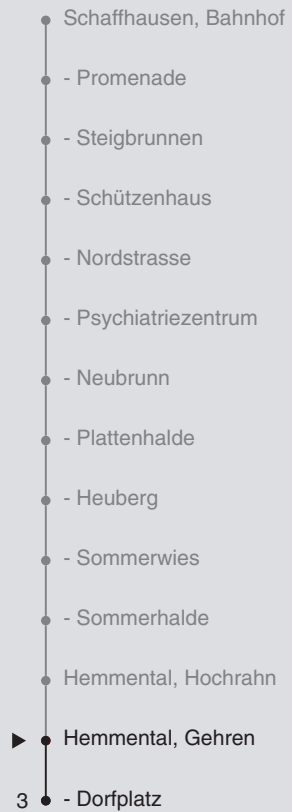 Schaffhausen, Bahnhof
- Promenade
- Steigbrunnen
- Schützenhaus
- Nordstrasse
- Psychiatriezentrum
- Neubrunn
- Plattenhalde
- Heuberg
- Sommerwies
- Sommerhalde
Hemmental, Hochrahn
Hemmental, Gehren
3 - Dorfplatz